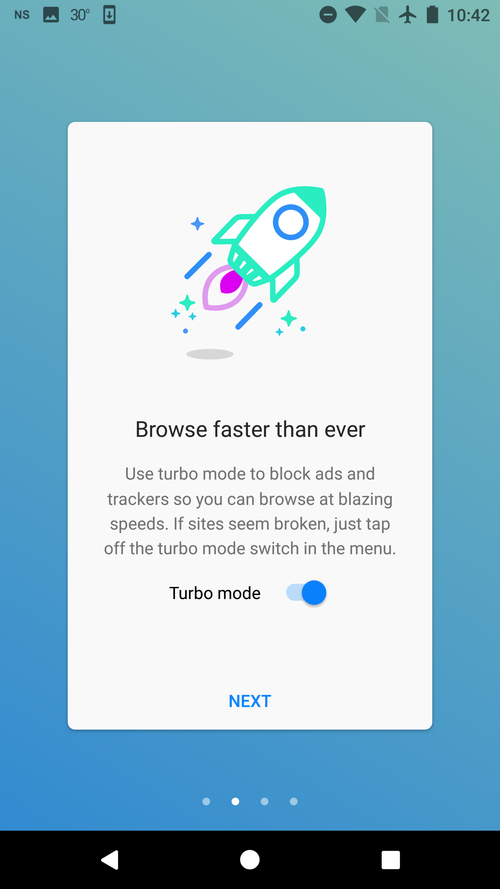 NS 30° 10:42
Browse faster than ever
Use turbo mode to block ads and
trackers so you can browse at blazing
speeds. If sites seem broken, just tap
off the turbo mode switch in the menu.
Turbo mode
NEXT